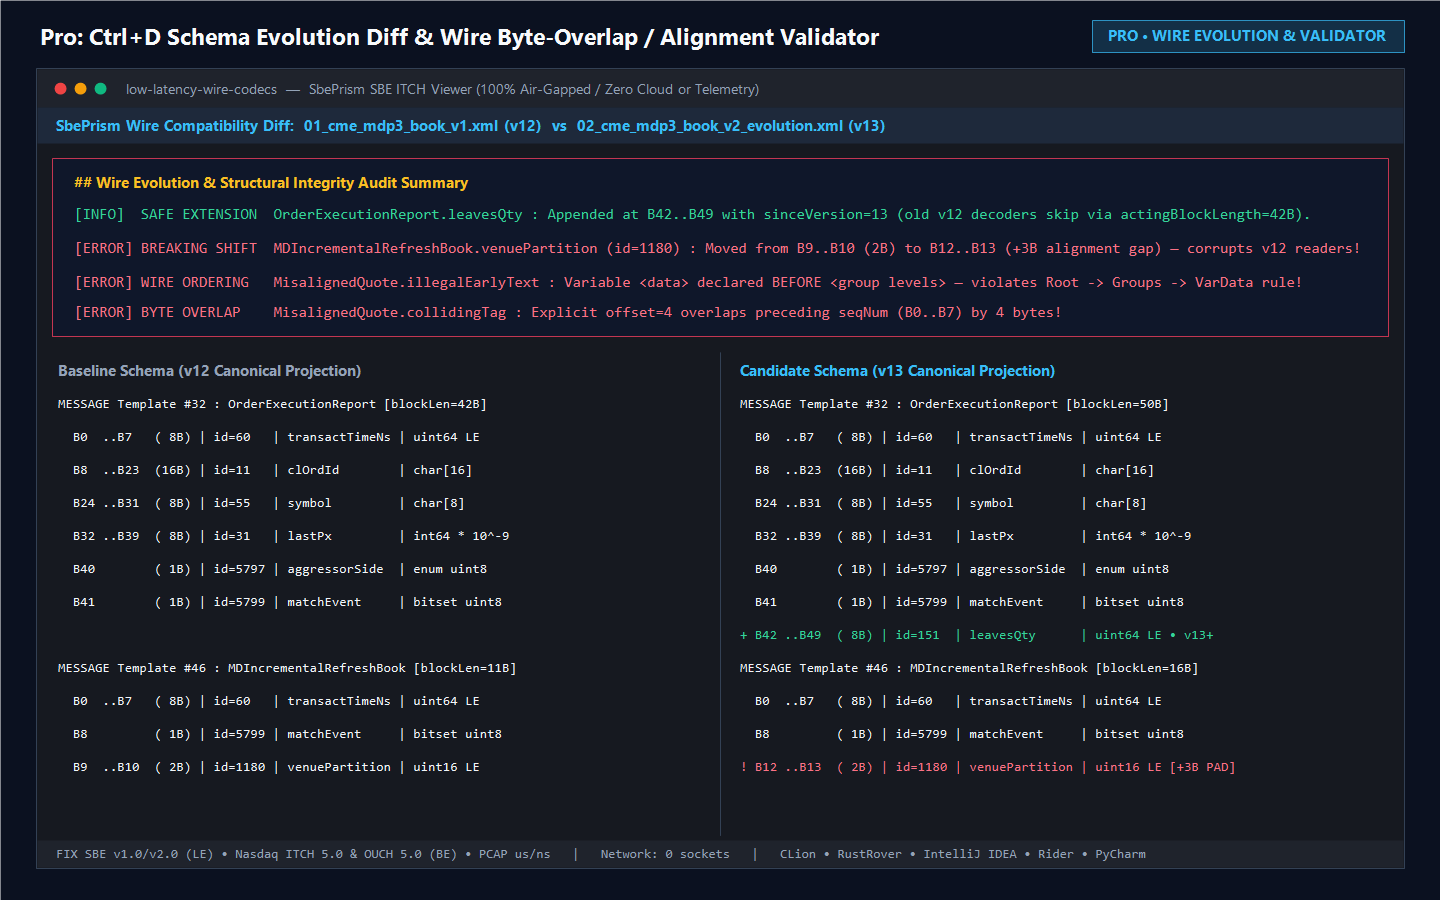 Pro: Ctrl+D Schema Evolution Diff & Wire Byte-Overlap / Alignment Validator
PRO • WIRE EVOLUTION & VALIDATOR
low-latency-wire-codecs — SbePrism SBE ITCH Viewer (100% Air-Gapped / Zero Cloud or Telemetry)
SbePrism Wire Compatibility Diff: 01_cme_mdp3_book_v1.xml (v12) vs 02_cme_mdp3_book_v2_evolution.xml (v13)
## Wire Evolution & Structural Integrity Audit Summary
[INFO] SAFE EXTENSION OrderExecutionReport.leavesQty : Appended at B42..B49 with sinceVersion=13 (old v12 decoders skip via actingBlockLength=42B).
[ERROR] BREAKING SHIFT MDIncrementalRefreshBook.venuePartition (id=1180) : Moved from B9..B10 (2B) to B12..B13 (+3B alignment gap) — corrupts v12 readers!
[ERROR] WIRE ORDERING MisalignedQuote.illegalEarlyText : Variable <data> declared BEFORE <group levels> — violates Root -> Groups -> VarData rule!
[ERROR] BYTE OVERLAP MisalignedQuote.collidingTag : Explicit offset=4 overlaps preceding seqNum (B0..B7) by 4 bytes!
Baseline Schema (v12 Canonical Projection)
MESSAGE Template #32 : OrderExecutionReport [blockLen=42B]
B0 ..B7 ( 8B) | id=60 | transactTimeNs | uint64 LE
B8 ..B23 (16B) | id=11 | clOrdId | char[16]
B24 ..B31 ( 8B) | id=55 | symbol | char[8]
B32 ..B39 ( 8B) | id=31 | lastPx | int64 * 10^-9
B40 ( 1B) | id=5797 | aggressorSide | enum uint8
B41 ( 1B) | id=5799 | matchEvent | bitset uint8
MESSAGE Template #46 : MDIncrementalRefreshBook [blockLen=11B]
B0 ..B7 ( 8B) | id=60 | transactTimeNs | uint64 LE
B8 ( 1B) | id=5799 | matchEvent | bitset uint8
B9 ..B10 ( 2B) | id=1180 | venuePartition | uint16 LE
Candidate Schema (v13 Canonical Projection)
MESSAGE Template #32 : OrderExecutionReport [blockLen=50B]
B0 ..B7 ( 8B) | id=60 | transactTimeNs | uint64 LE
B8 ..B23 (16B) | id=11 | clOrdId | char[16]
B24 ..B31 ( 8B) | id=55 | symbol | char[8]
B32 ..B39 ( 8B) | id=31 | lastPx | int64 * 10^-9
B40 ( 1B) | id=5797 | aggressorSide | enum uint8
B41 ( 1B) | id=5799 | matchEvent | bitset uint8
+ B42 ..B49 ( 8B) | id=151 | leavesQty | uint64 LE • v13+
MESSAGE Template #46 : MDIncrementalRefreshBook [blockLen=16B]
B0 ..B7 ( 8B) | id=60 | transactTimeNs | uint64 LE
B8 ( 1B) | id=5799 | matchEvent | bitset uint8
! B12 ..B13 ( 2B) | id=1180 | venuePartition | uint16 LE [+3B PAD]
FIX SBE v1.0/v2.0 (LE) • Nasdaq ITCH 5.0 & OUCH 5.0 (BE) • PCAP us/ns | Network: 0 sockets | CLion • RustRover • IntelliJ IDEA • Rider • PyCharm